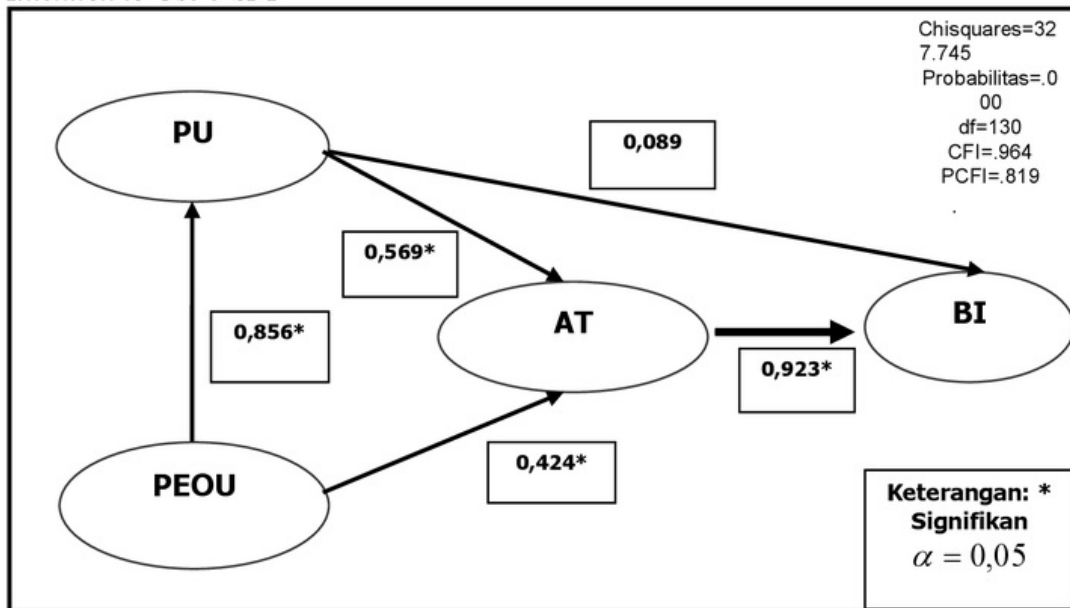 Chisquares=32
7.745
Probabilitas=.0
00
df=130
CFI=.964
PCFI=.819
.
PU
0,089
0,569*
AT
BI
0,856*
0,923*
0,424*
PEOU
Keterangan: *
Signifikan
α = 0,05